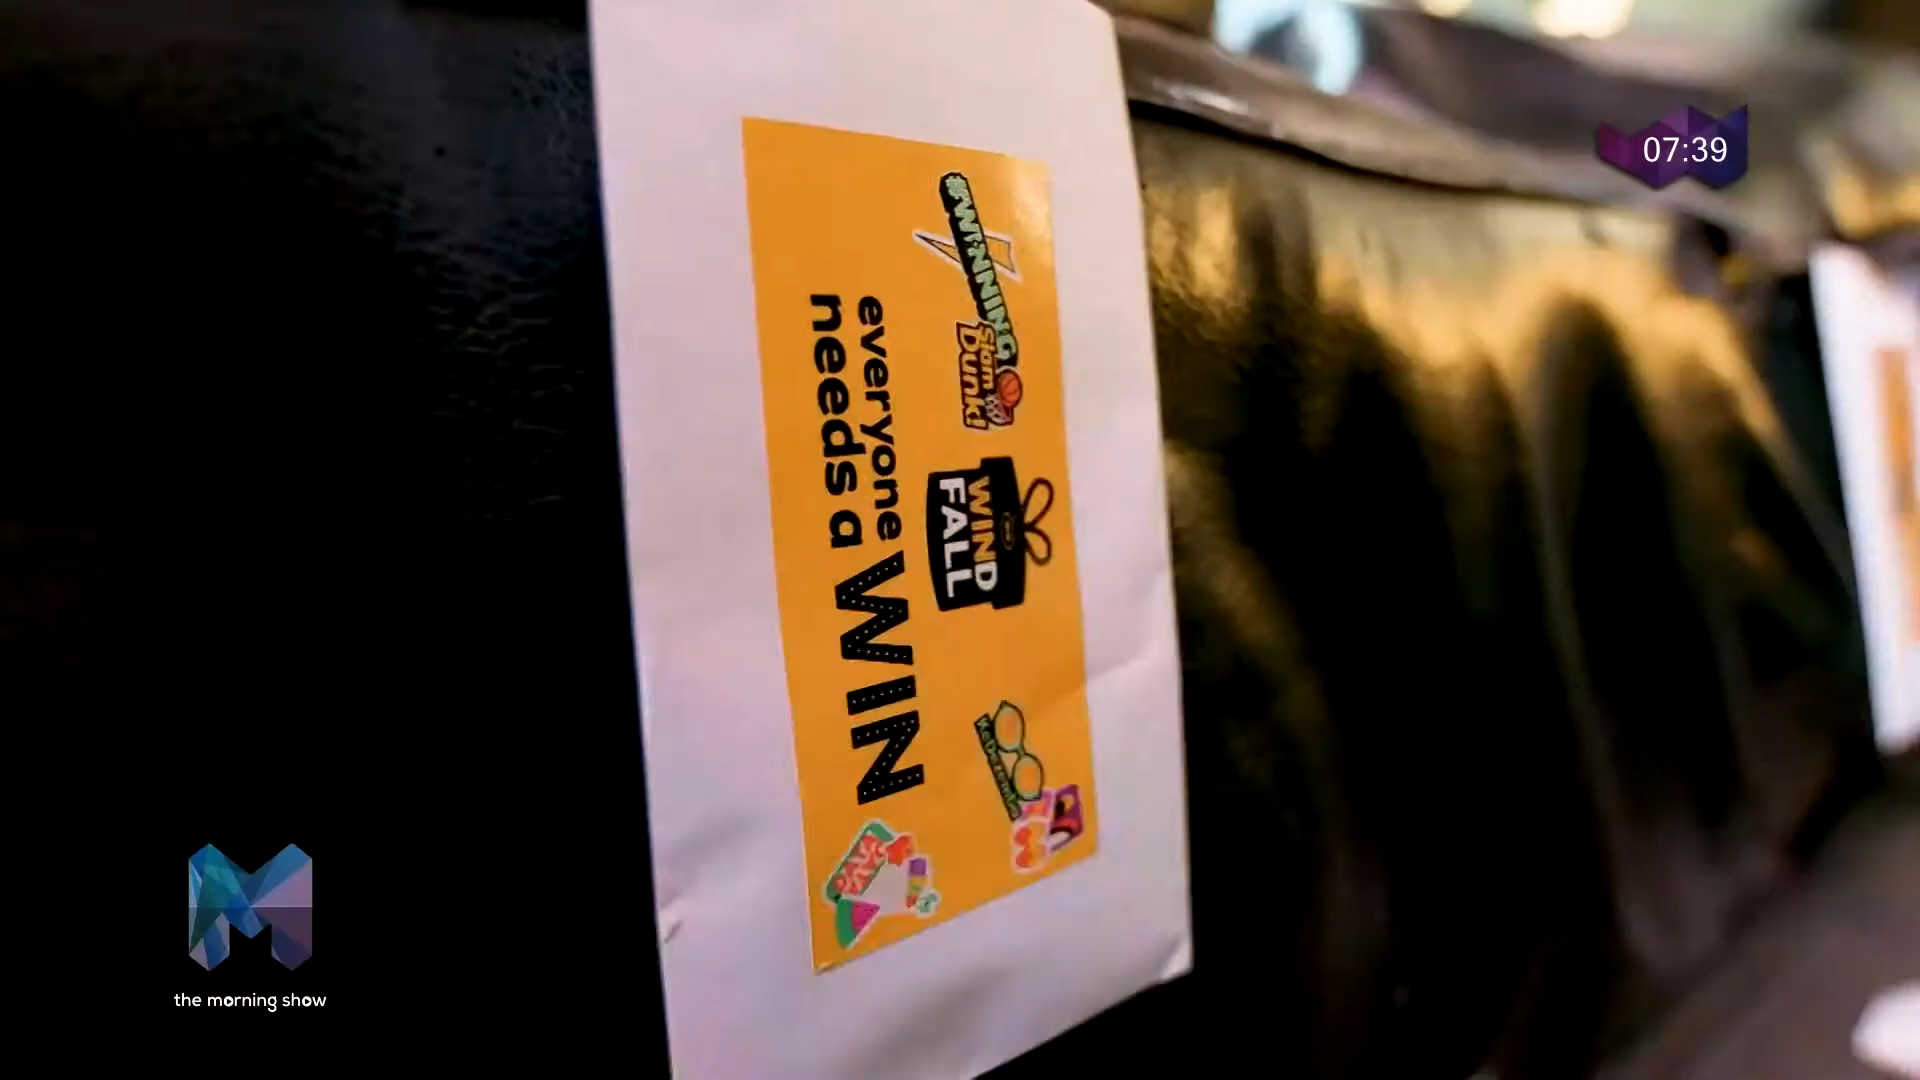 07:39
#WINNING
Slam
Dunk!
WIND
FALL
everyone
needs a WIN
the morning show